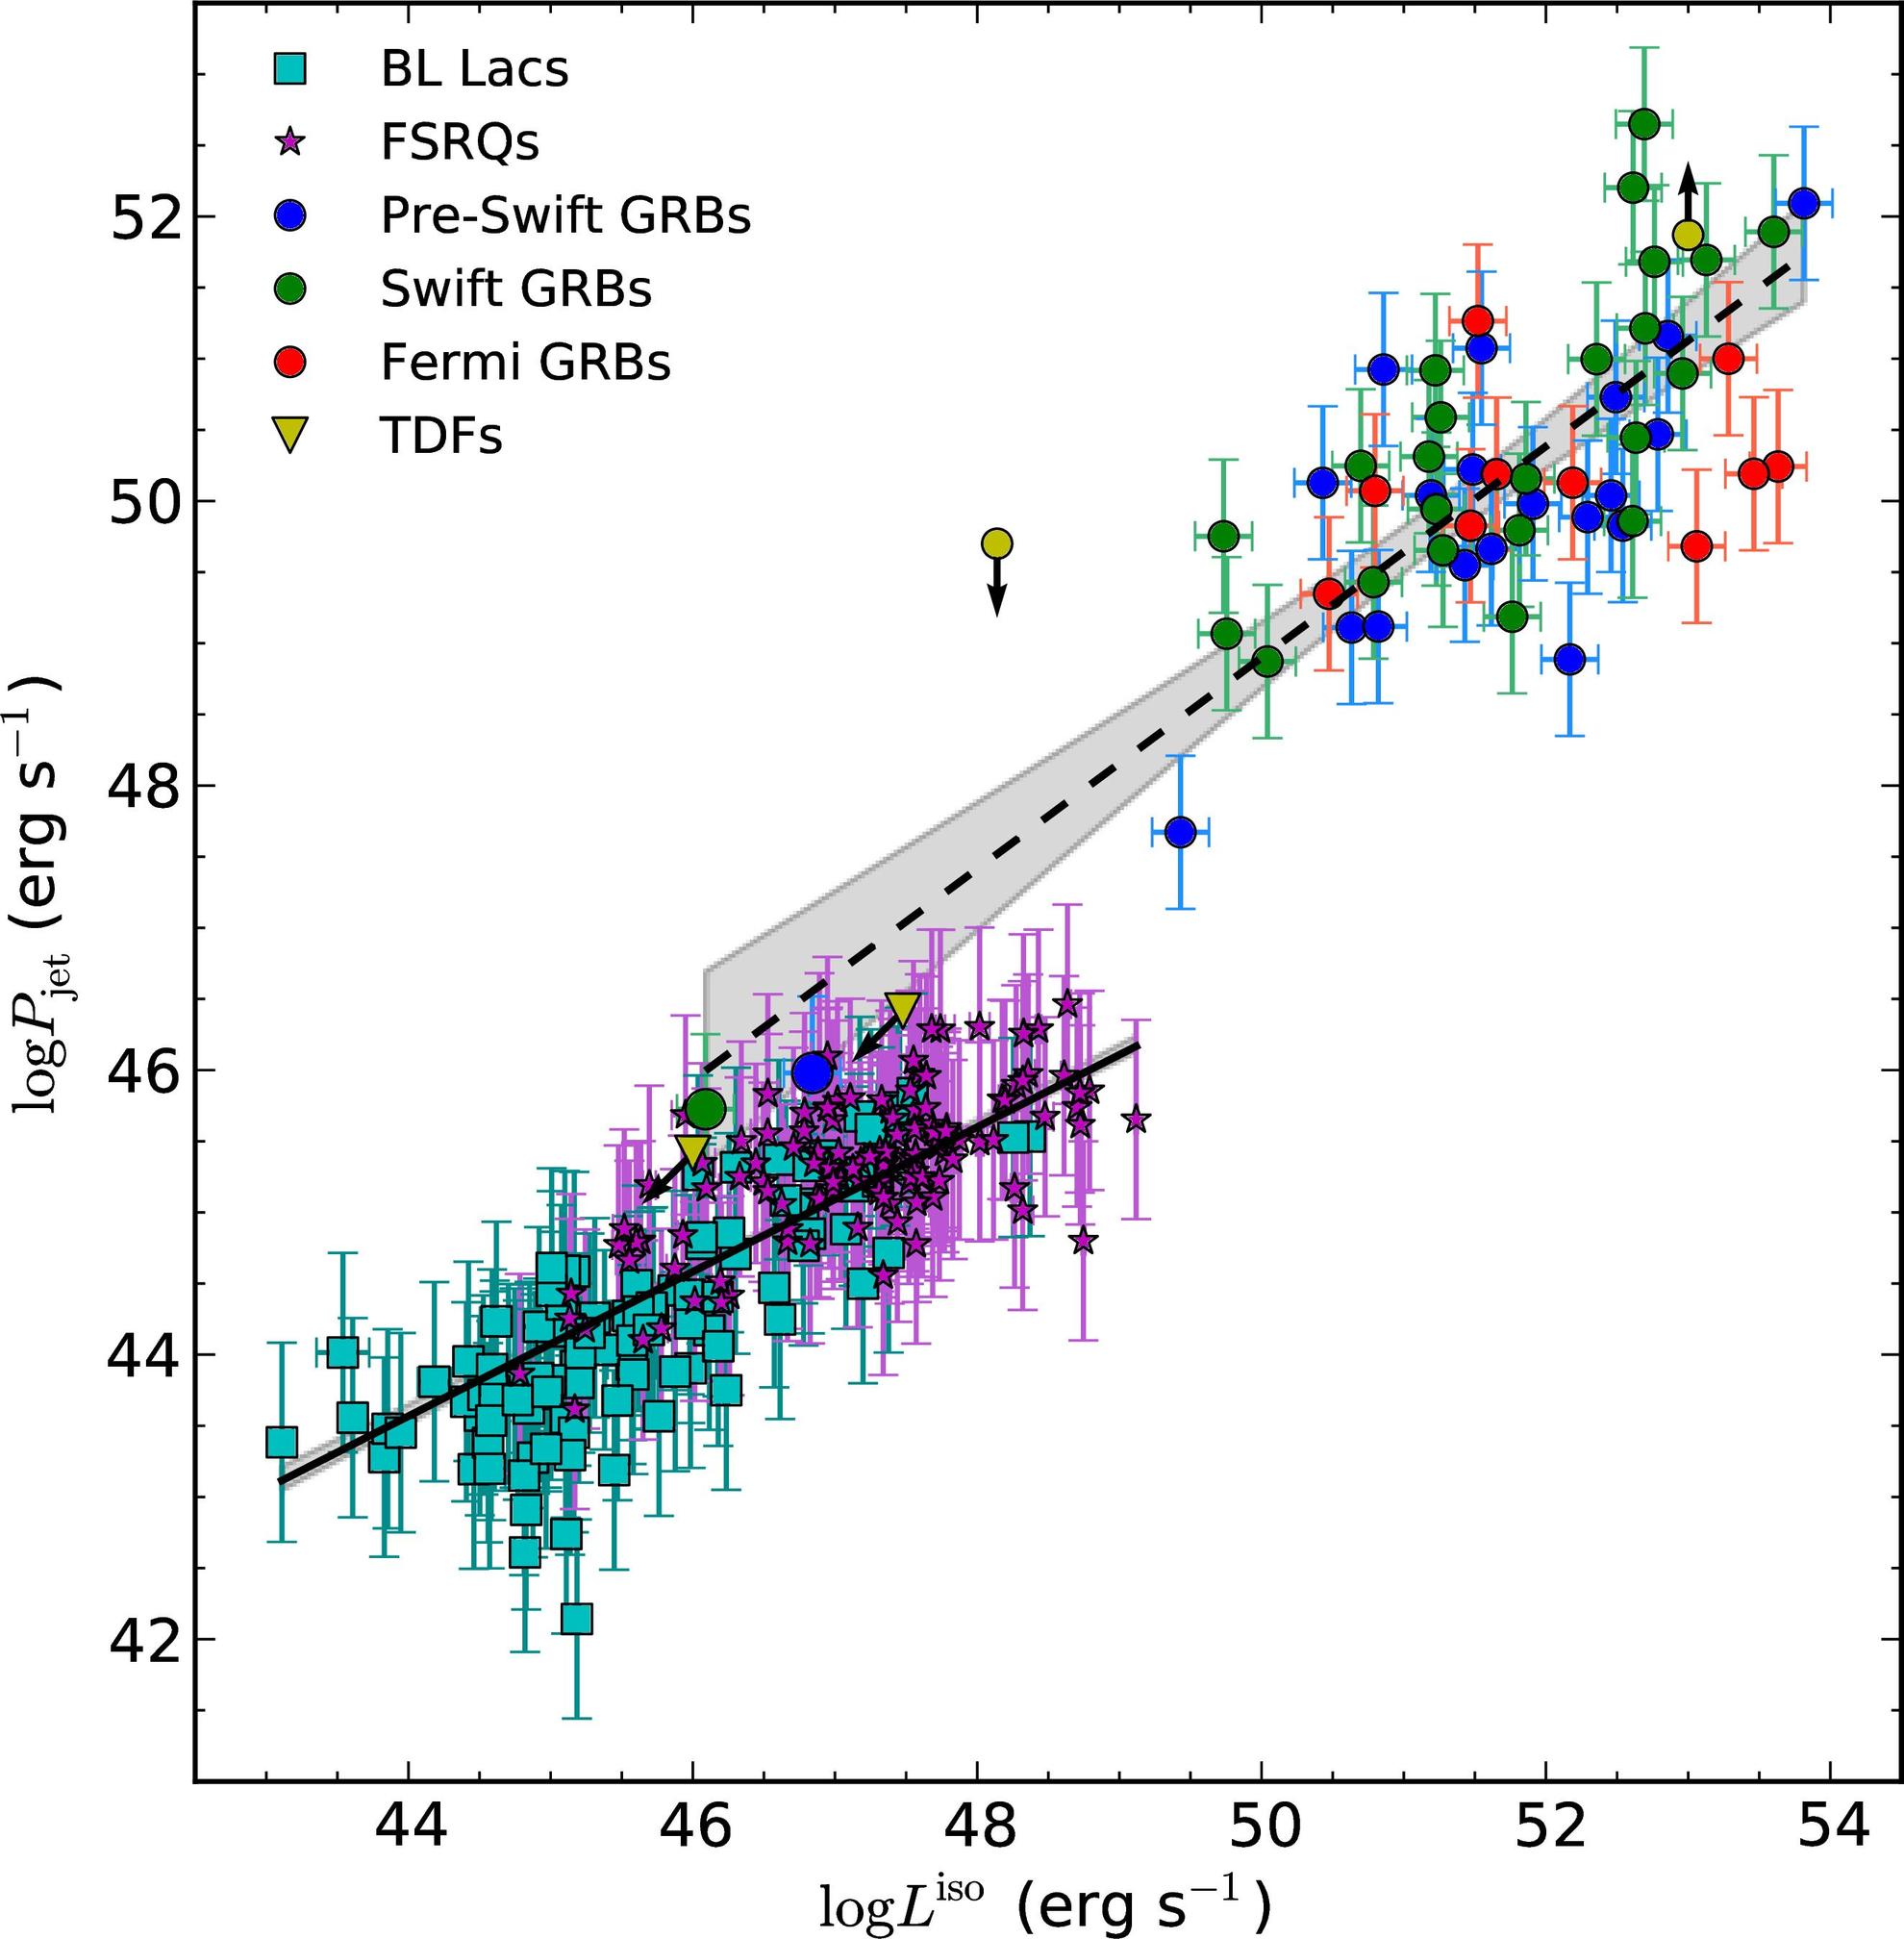 BL Lacs
FSRQs
Pre-Swift GRBs
Swift GRBs
Fermi GRBs
TDFs
52
50
48
46
44
42
log P_jet (erg s⁻¹)
44 46 48 50 52 54
log L^iso (erg s⁻¹)